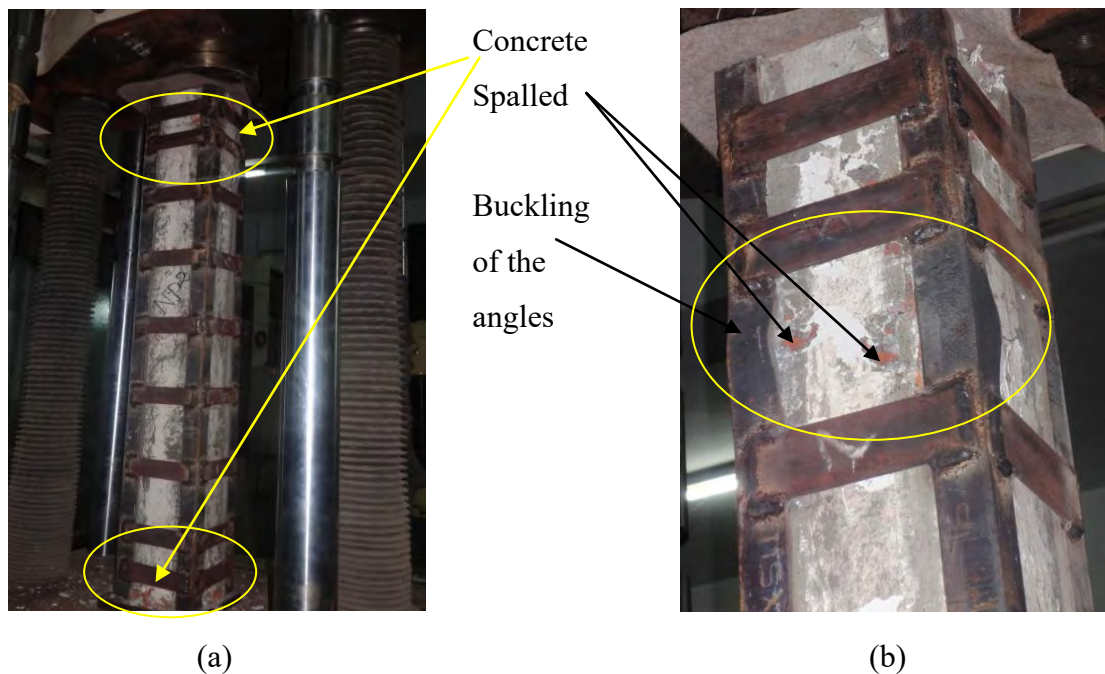 Concrete
Spalled
Buckling
of the
angles
(a)
(b)